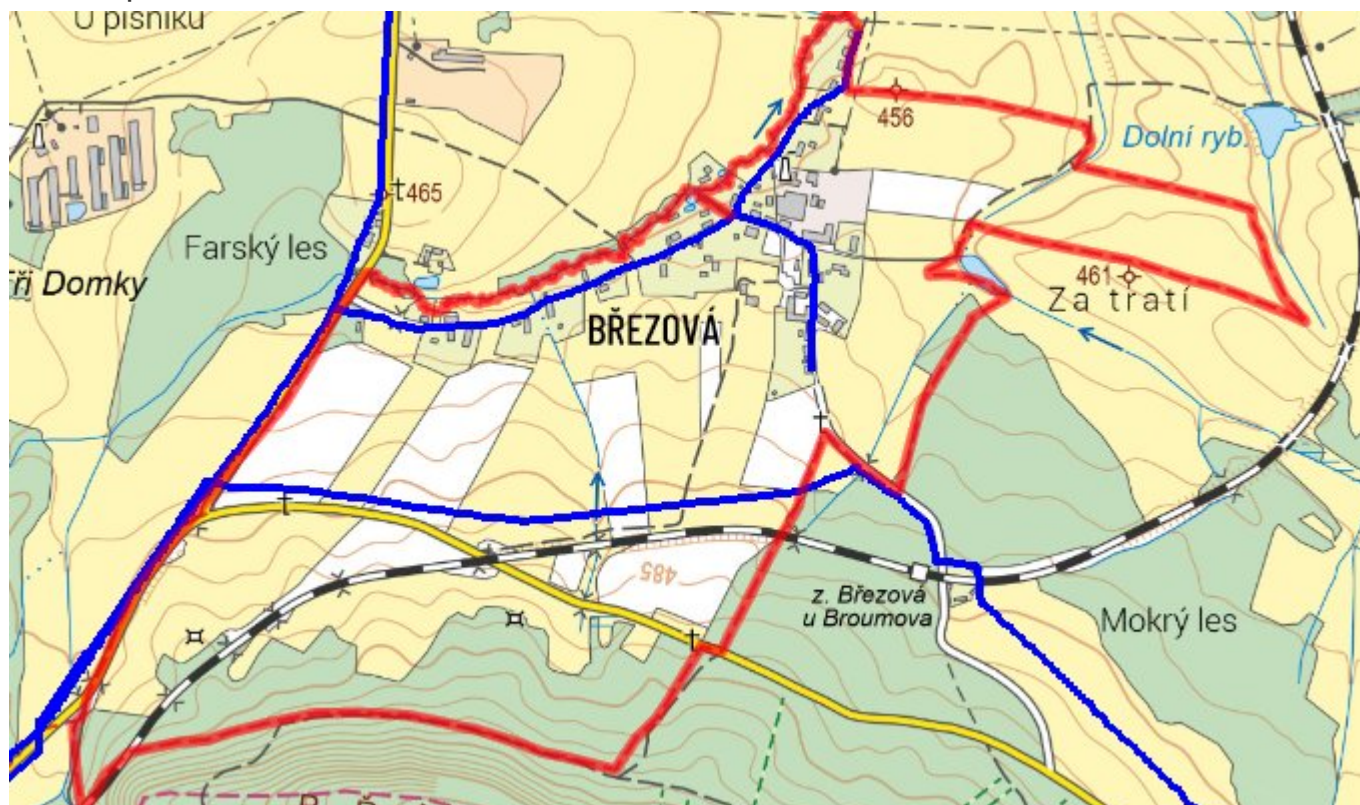 U písníku
465
456
Dolní ryb.
Farský les
ři Domky
461
Za tratí
BŘEZOVÁ
485
z. Březová
u Broumova
Mokrý les